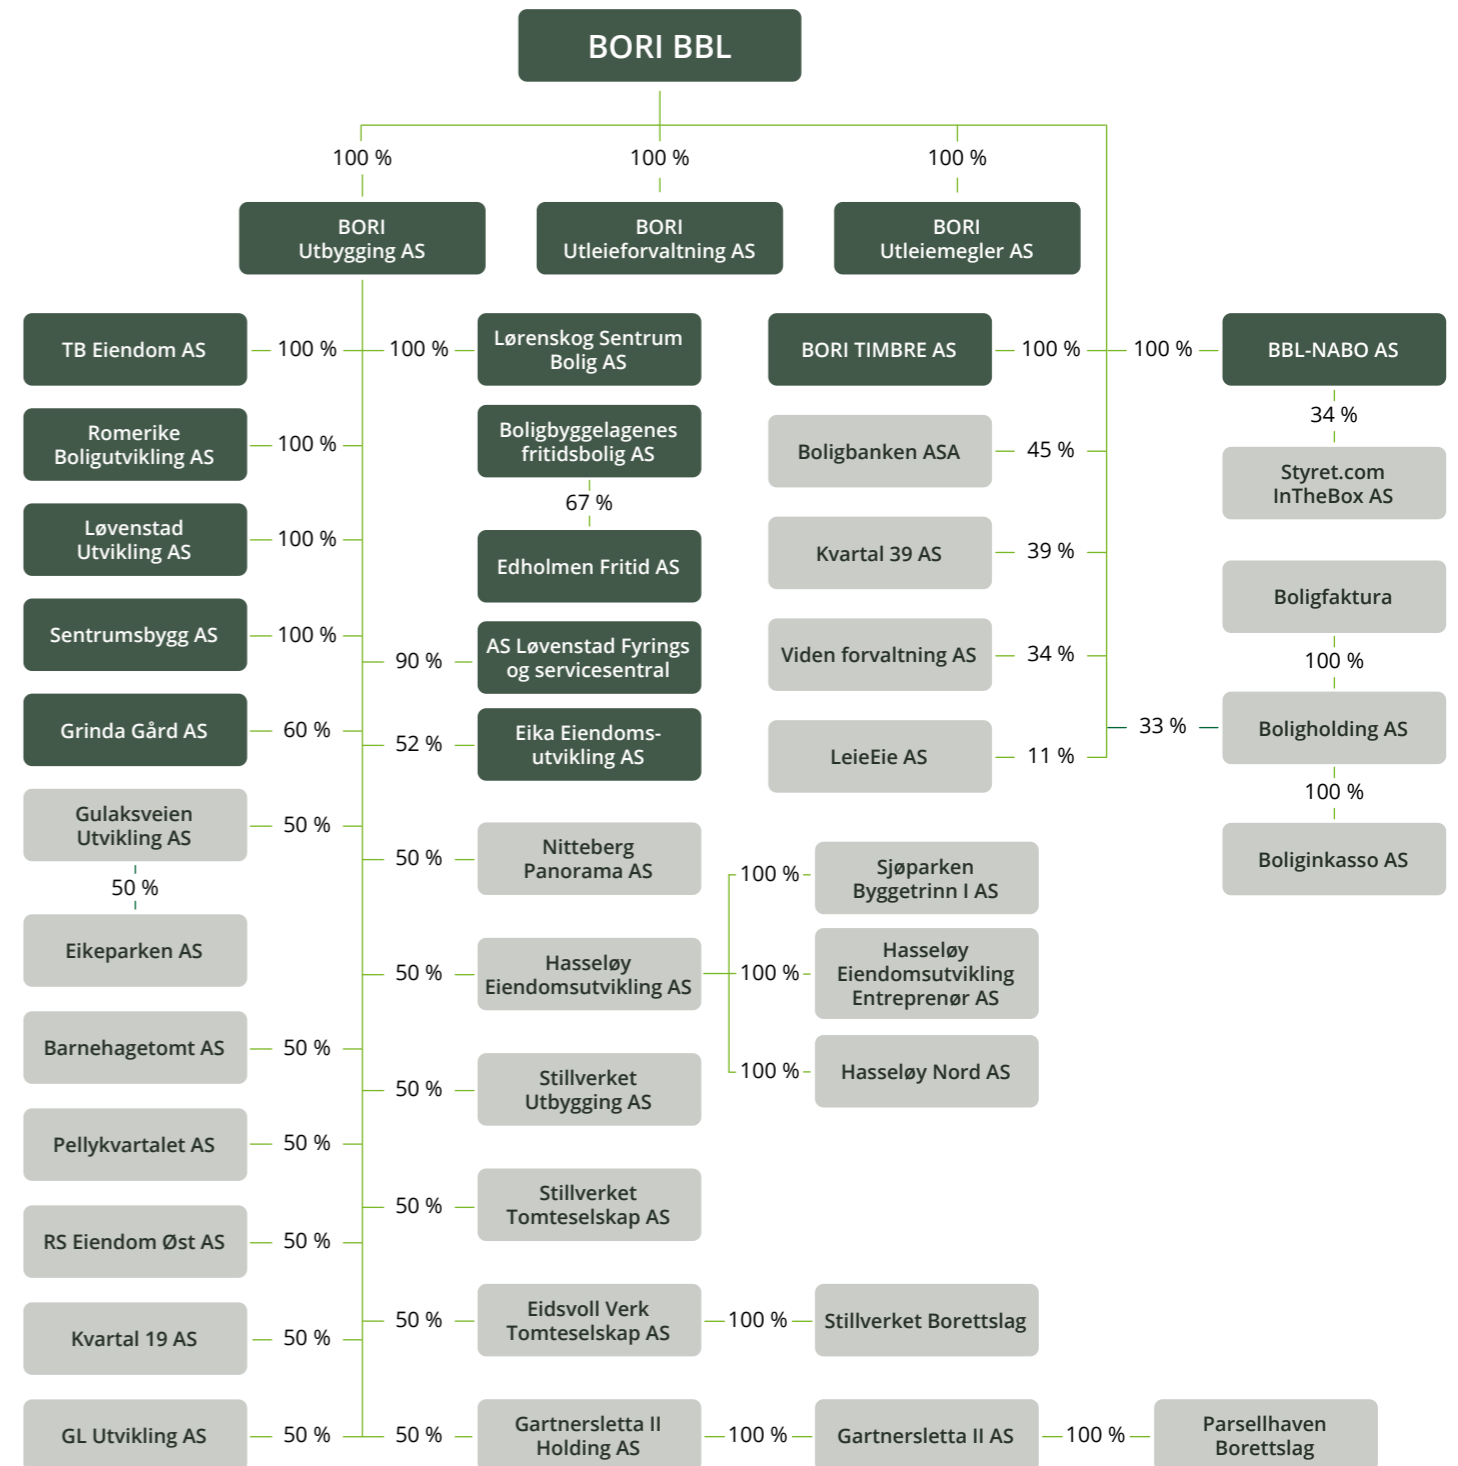 BORI BBL
100 %
100 %
100 %
BORI
Utbygging AS
BORI
Utleieforvaltning AS
BORI
Utleiemegler AS
TB Eiendom AS
100 %
100 %
Lørenskog Sentrum
Bolig AS
Romerike
Boligutvikling AS
100 %
Boligbyggelagenes
fritidsbolig AS
67 %
Edholmen Fritid AS
Løvenstad
Utvikling AS
100 %
Sentrumsbygg AS
100 %
90 %
AS Løvenstad Fyrings
og servicesentral
Grinda Gård AS
60 %
52 %
Eika Eiendoms-
utvikling AS
Gulaksveien
Utvikling AS
50 %
50 %
Eikeparken AS
50 %
Nitteberg
Panorama AS
50 %
Hasseløy
Eiendomsutvikling AS
100 %
Sjøparken
Byggetrinn I AS
100 %
Hasseløy
Eiendomsutvikling
Entreprenør AS
100 %
Hasseløy Nord AS
Barnehagetomt AS
50 %
50 %
Stillverket
Utbygging AS
Pellykvartalet AS
50 %
50 %
Stillverket
Tomteselskap AS
RS Eiendom Øst AS
50 %
Kvartal 19 AS
50 %
50 %
Eidsvoll Verk
Tomteselskap AS
100 %
Stillverket Borettslag
GL Utvikling AS
50 %
50 %
Gartnersletta II
Holding AS
100 %
Gartnersletta II AS
100 %
Parsellhaven
Borettslag
BORI TIMBRE AS
100 %
100 %
BBL-NABO AS
34 %
Styret.com
InTheBox AS
Boligbanken ASA
45 %
Kvartal 39 AS
39 %
Viden forvaltning AS
34 %
LeieEie AS
11 %
Boligfaktura
100 %
33 %
Boligholding AS
100 %
Boliginkasso AS